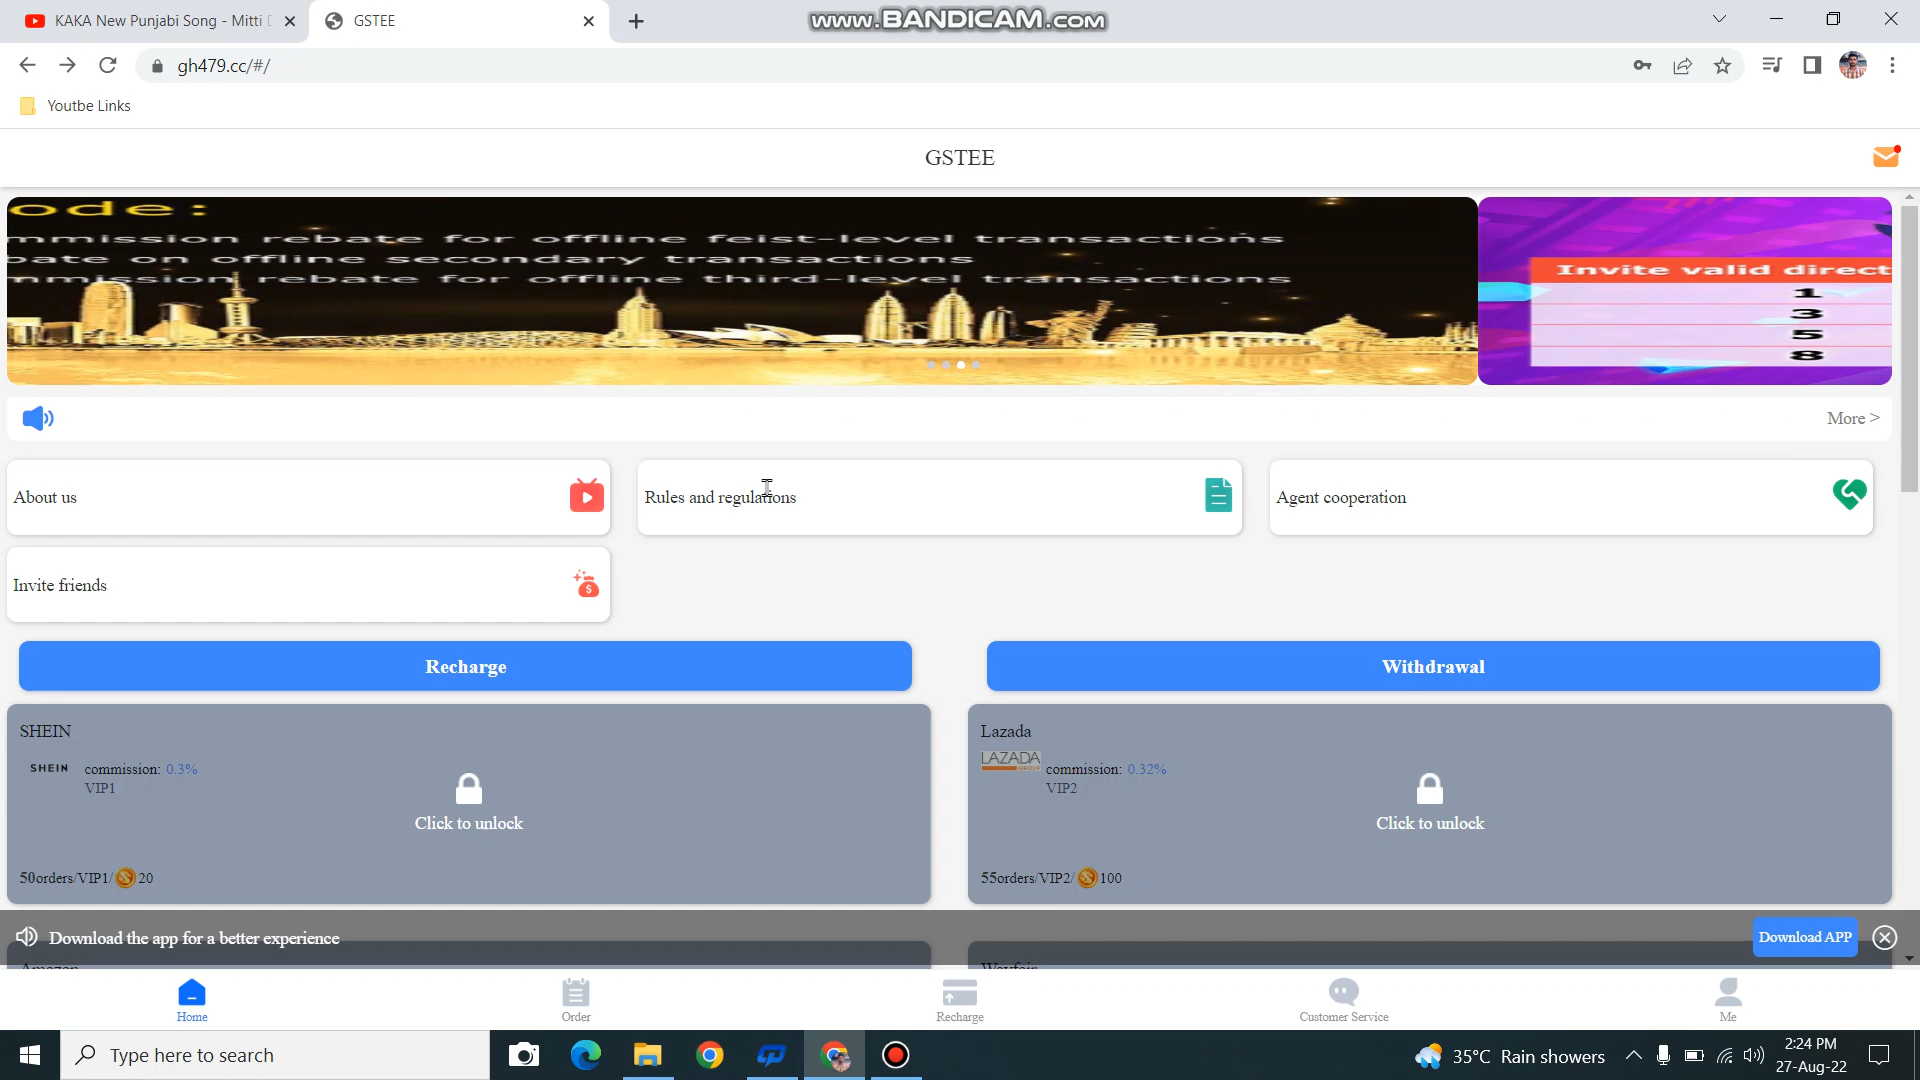 KAKA New Punjabi Song - Mitti D
GSTEE
www.BANDICAM.com
gh479.cc/#/
Youtbe Links
GSTEE
ode:
mmission rebate for offline feist-level transactions
bate on offline secondary transactions
mmission rebate for offline third-level transactions
Invite valid direct
1
3
5
8
More >
About us
Rules and regulations
Agent cooperation
Invite friends
Recharge
Withdrawal
SHEIN
SHEIN
commission: 0.3%
VIP1
Click to unlock
50orders/VIP1/ 20
Lazada
LAZADA
GROUP
commission: 0.32%
VIP2
Click to unlock
55orders/VIP2/ 100
Download the app for a better experience
Download APP
Amazon
Wayfair
Home
Order
Recharge
Customer Service
Me
Type here to search
35°C Rain showers
2:24 PM
27-Aug-22